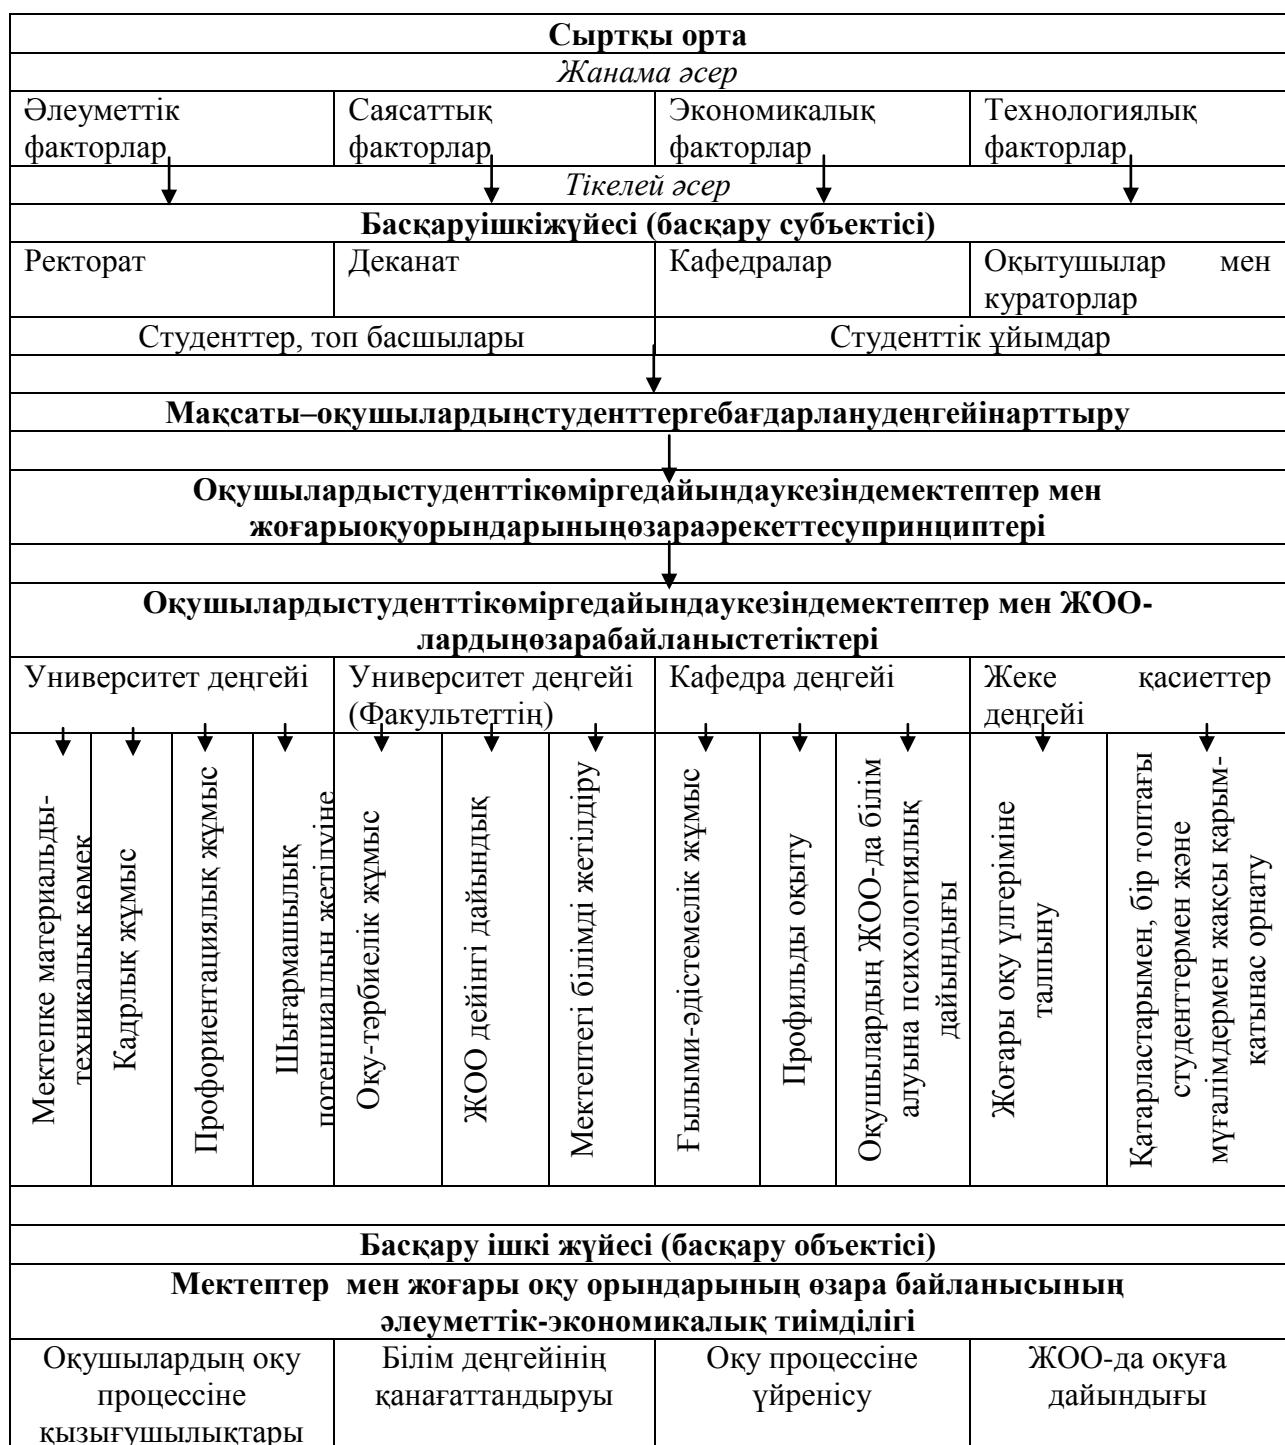 Сыртқы орта
Жанама әсер
Әлеуметтік
факторлар
Саясаттық
факторлар
Экономикалық
факторлар
Технологиялық
факторлар
Тікелей әсер
Басқаруішкіжүйесі (басқару субъектісі)
Ректорат
Деканат
Кафедралар
Оқытушылар мен
кураторлар
Студенттер, топ басшылары
Студенттік ұйымдар
Мақсаты–оқушылардыңстуденттергебағдарланудеңгейінарттыру
Оқушылардыстуденттікөміргедайындаукезіндемектептер мен
жоғарыоқуорындарыныңөзараәрекеттесупринциптері
Оқушылардыстуденттікөміргедайындаукезіндемектептер мен ЖОО-
лардыңөзарабайланыстетіктері
Университет деңгейі
Университет деңгейі
(Факультеттің)
Кафедра деңгейі
Жеке қасиеттер
деңгейі
Мектепке материальды-
техникалық көмек
Кадрлық жұмыс
Профориентациялық жұмыс
Шығармашылық
потенциалдың жетілуіне
Оқу-тәрбиелік жұмыс
ЖОО дейінгі дайындық
Мектептегі білімді жетілдіру
Ғылыми-әдістемелік жұмыс
Профильды оқыту
Оқушылардың ЖОО-да білім
алуына психологиялық
дайындығы
Жоғары оқу үлгеріміне
талпыну
Қатарластарымен, бір топтағы
студенттермен және
мұғалімдермен жақсы қарым-
қатынас орнату
Басқару ішкі жүйесі (басқару объектісі)
Мектептер мен жоғары оқу орындарының өзара байланысының
әлеуметтік-экономикалық тиімділігі
Оқушылардың оқу
процессіне
қызығушылықтары
Білім деңгейінің
қанағаттандыруы
Оқу процессіне
үйренісу
ЖОО-да оқуға
дайындығы